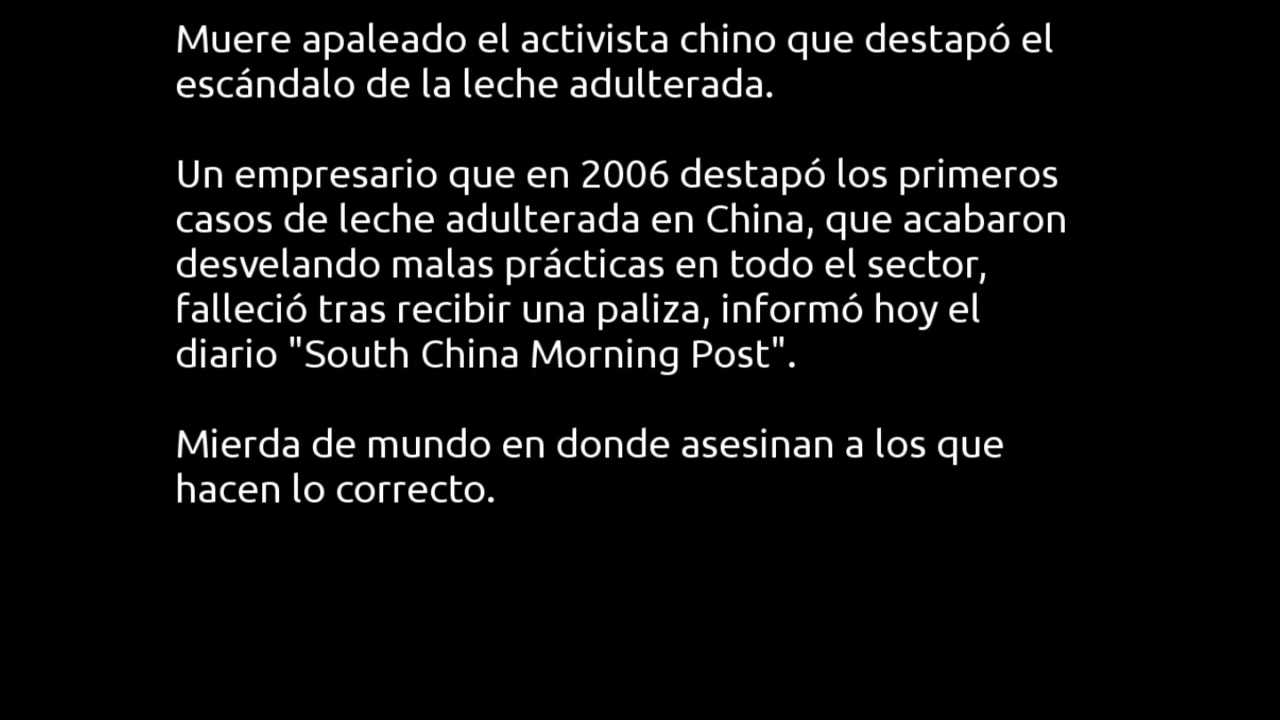 Muere apaleado el activista chino que destapó el
escándalo de la leche adulterada.
Un empresario que en 2006 destapó los primeros
casos de leche adulterada en China, que acabaron
desvelando malas prácticas en todo el sector,
falleció tras recibir una paliza, informó hoy el
diario "South China Morning Post".
Mierda de mundo en donde asesinan a los que
hacen lo correcto.